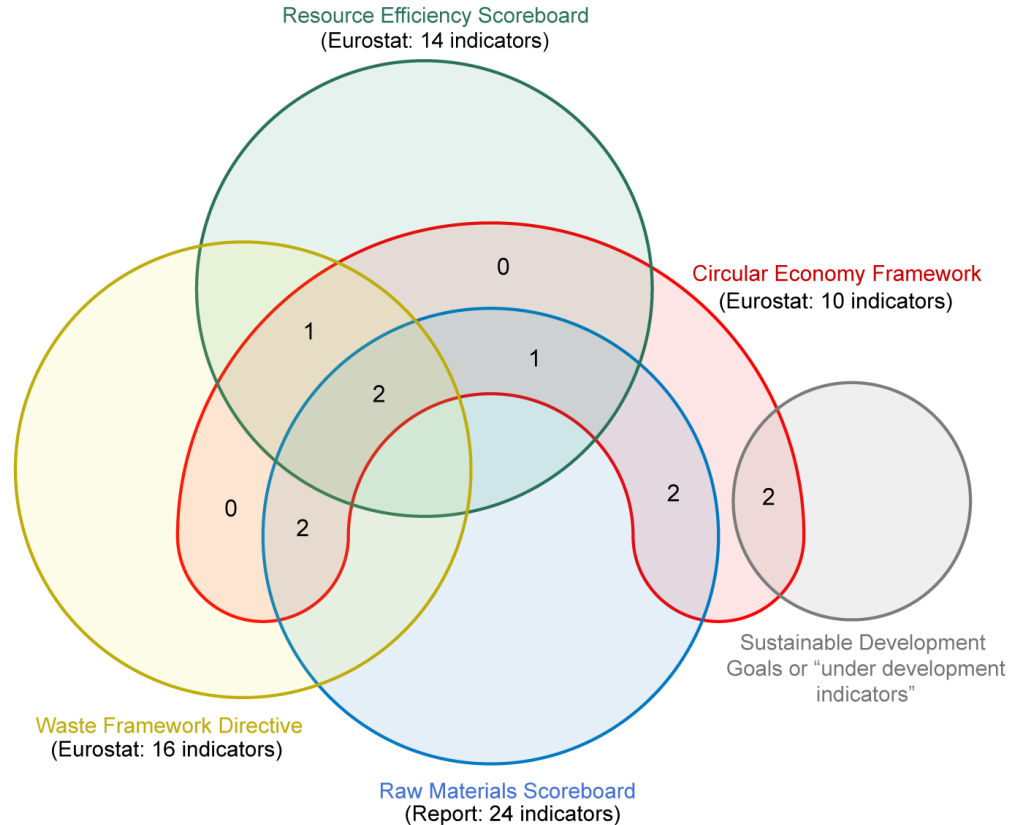 Resource Efficiency Scoreboard
(Eurostat: 14 indicators)
0
Circular Economy Framework
(Eurostat: 10 indicators)
1
1
2
2
2
0
2
Sustainable Development
Goals or “under development
indicators”
Waste Framework Directive
(Eurostat: 16 indicators)
Raw Materials Scoreboard
(Report: 24 indicators)